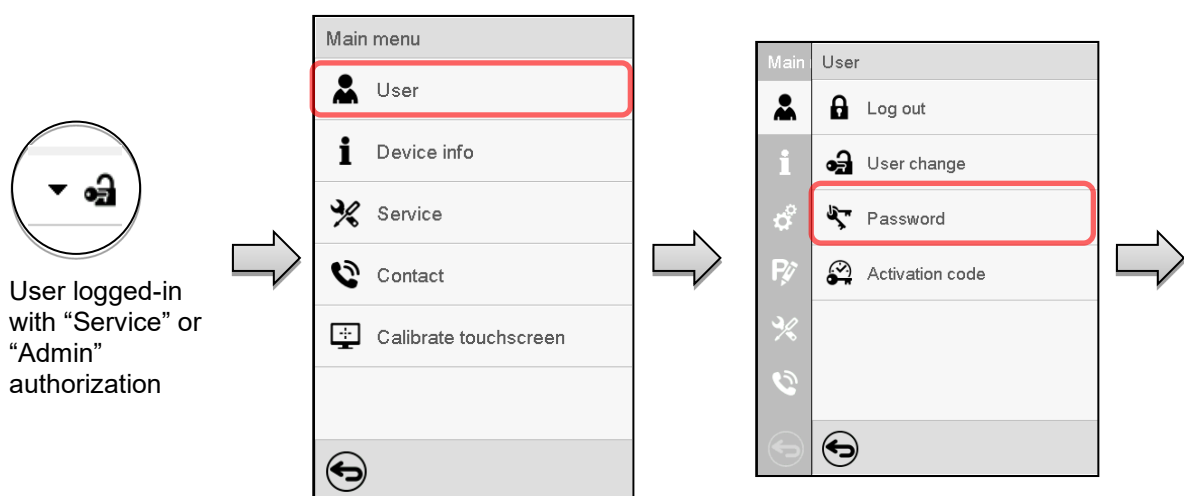 User logged-in
with “Service” or
“Admin”
authorization
Main menu
User
Device info
Service
Contact
Calibrate touchscreen
Main
User
Log out
User change
Password
Activation code